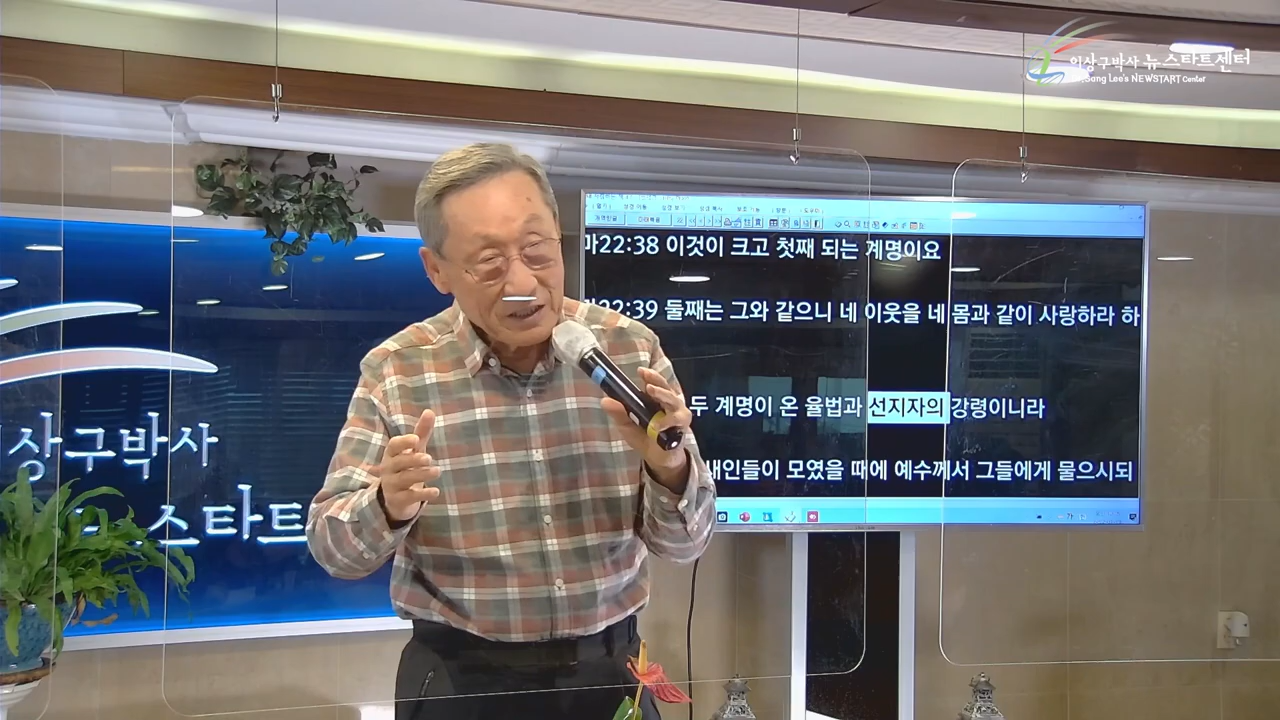 이상구박사 뉴스타트센터
Sang Lee's NEWSTART Center
마22:38 이것이 크고 첫째 되는 계명이요
22:39 둘째는 그와 같으니 네 이웃을 네 몸과 같이 사랑하라 하
두 계명이 온 율법과 선지자의 강령이니라
새인들이 모였을 때에 예수께서 그들에게 물으시되
상구박사
스타트